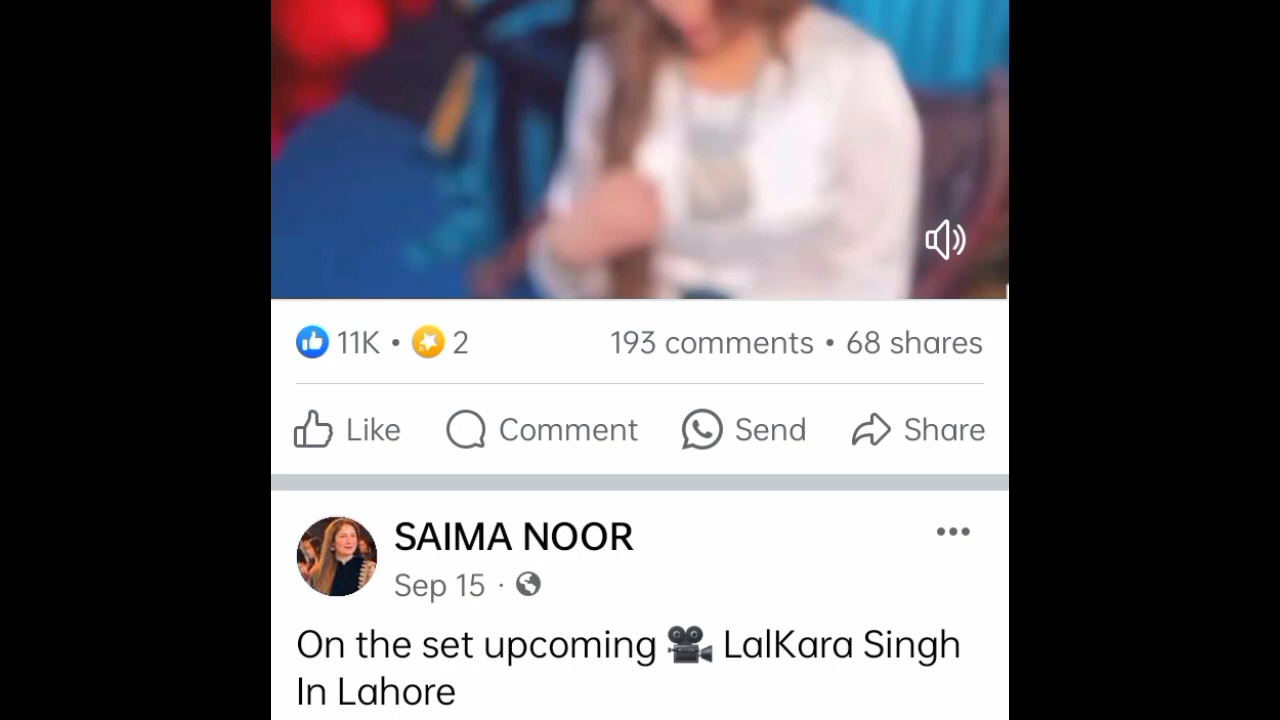 11K • 2 193 comments • 68 shares
Like Comment Send Share
SAIMA NOOR
Sep 15 ·
On the set upcoming 🎥 LalKara Singh
In Lahore